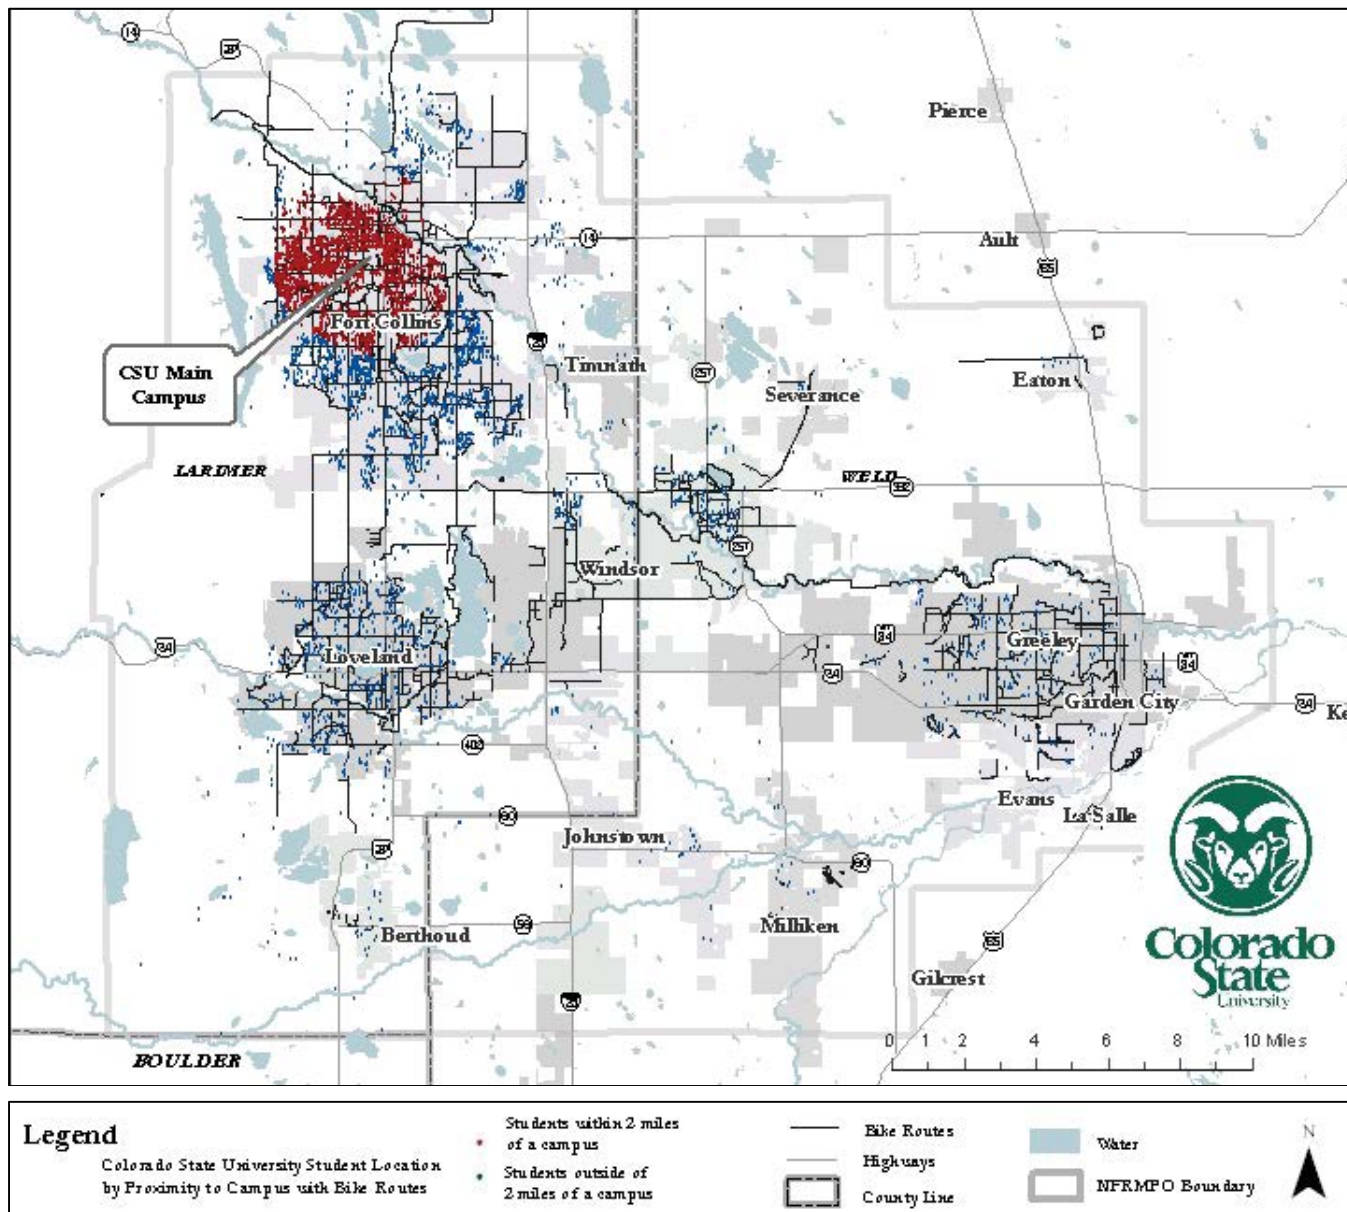 14
287
Pierce
14
Ault
85
Fort Collins
CSU Main
Campus
25
Timnath
257
Severance
Eaton
LARIMER
WELD
392
257
Windsor
34
Loveland
34
34
Greeley
34
Garden City
34
Ke
402
Evans
La Salle
60
Johnstown
287
60
56
Berthoud
Milliken
85
Gilcrest
25
Colorado
State
University
BOULDER
0 1 2 4 6 8 10 Miles
Legend
Colorado State University Student Location
by Proximity to Campus with Bike Routes
Students within 2 miles
of a campus
Students outside of
2 miles of a campus
Bike Routes
Highways
County Line
Water
NFRMPO Boundary
N